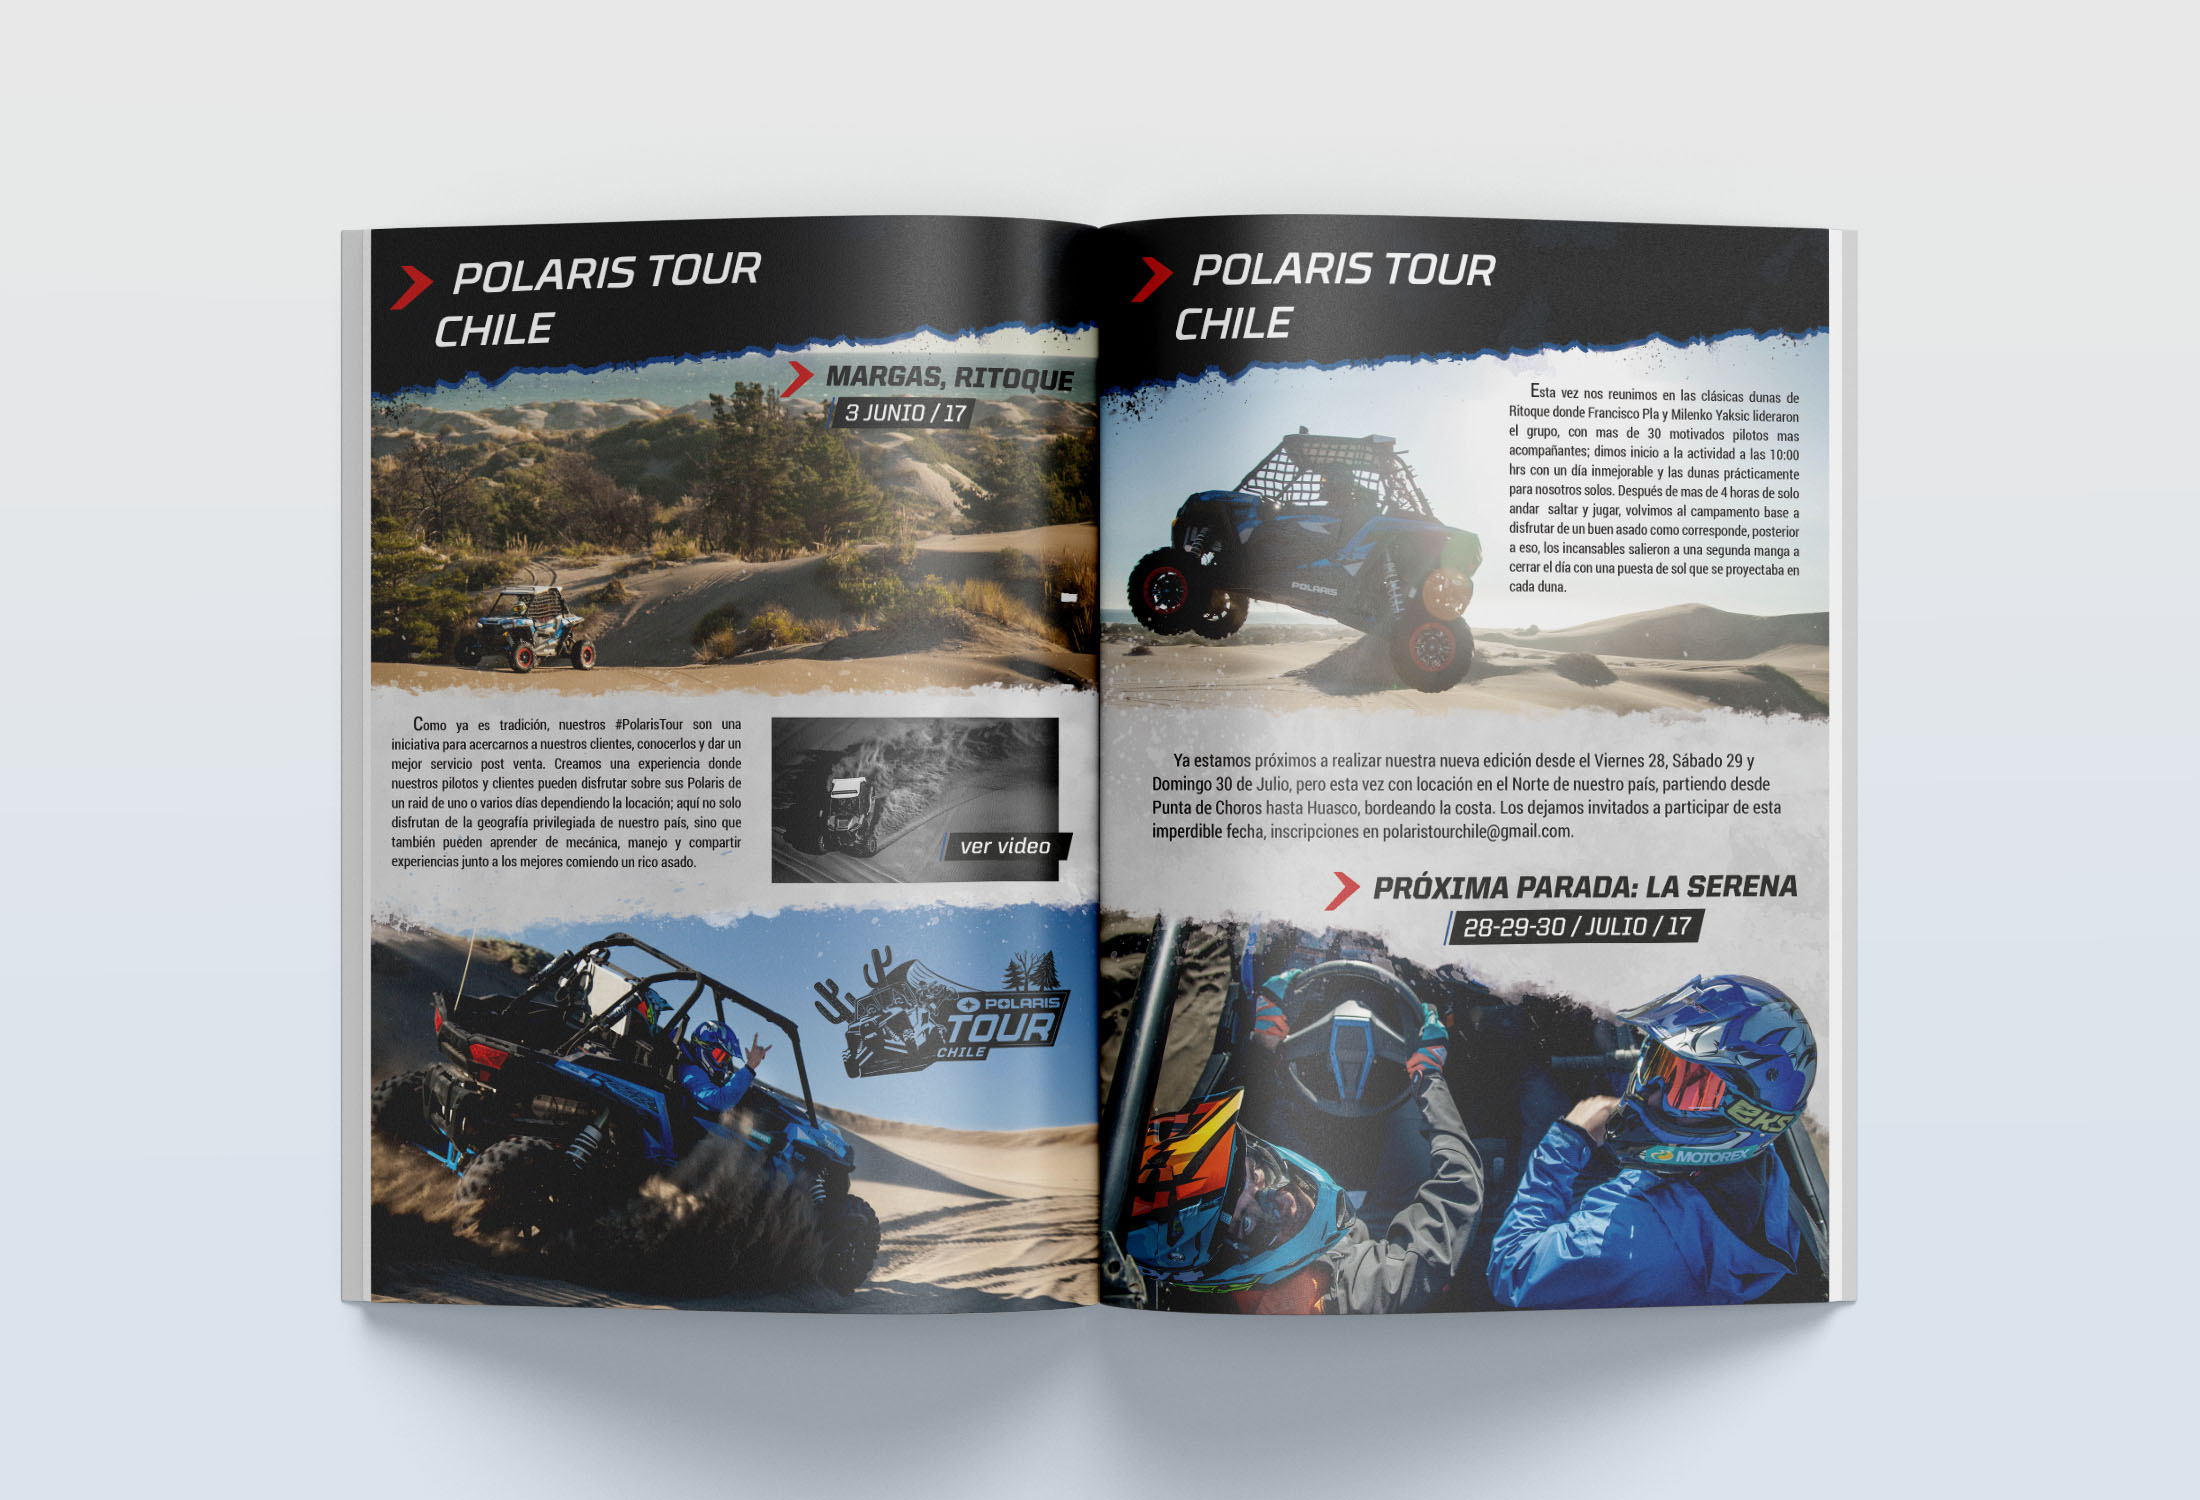 POLARIS TOUR
CHILE
MARGAS, RITOQUE
3 JUNIO / 17
Como ya es tradición, nuestros #PolarisTour son una
iniciativa para acercarnos a nuestros clientes, conocerlos y dar un
mejor servicio post venta. Creamos una experiencia donde
nuestros pilotos y clientes pueden disfrutar sobre sus Polaris de
un raid de uno o varios días dependiendo la locación; aquí no solo
disfrutan de la geografía privilegiada de nuestro país, sino que
también pueden aprender de mecánica, manejo y compartir
experiencias junto a los mejores comiendo un rico asado.
ver video
POLARIS
TOUR
CHILE
POLARIS TOUR
CHILE
Esta vez nos reunimos en las clásicas dunas de
Ritoque donde Francisco Pla y Milenko Yaksic lideraron
el grupo, con mas de 30 motivados pilotos mas
acompañantes; dimos inicio a la actividad a las 10:00
hrs con un día inmejorable y las dunas prácticamente
para nosotros solos. Después de mas de 4 horas de solo
andar saltar y jugar, volvimos al campamento base a
disfrutar de un buen asado como corresponde, posterior
a eso, los incansables salieron a una segunda manga a
cerrar el día con una puesta de sol que se proyectaba en
cada duna.
POLARIS
Ya estamos próximos a realizar nuestra nueva edición desde el Viernes 28, Sábado 29 y
Domingo 30 de Julio, pero esta vez con locación en el Norte de nuestro país, partiendo desde
Punta de Choros hasta Huasco, bordeando la costa. Los dejamos invitados a participar de esta
imperdible fecha, inscripciones en polaristourchile@gmail.com.
PRÓXIMA PARADA: LA SERENA
28-29-30 / JULIO / 17
EKS
MOTOREX